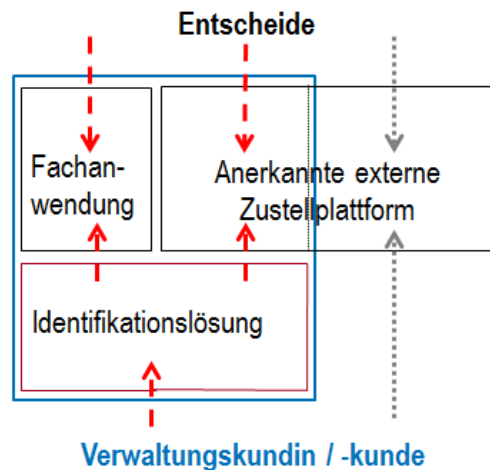 Entscheide
Fachan-
wendung
Anerkannte externe
Zustellplattform
Identifikationslösung
Verwaltungskundin / -kunde